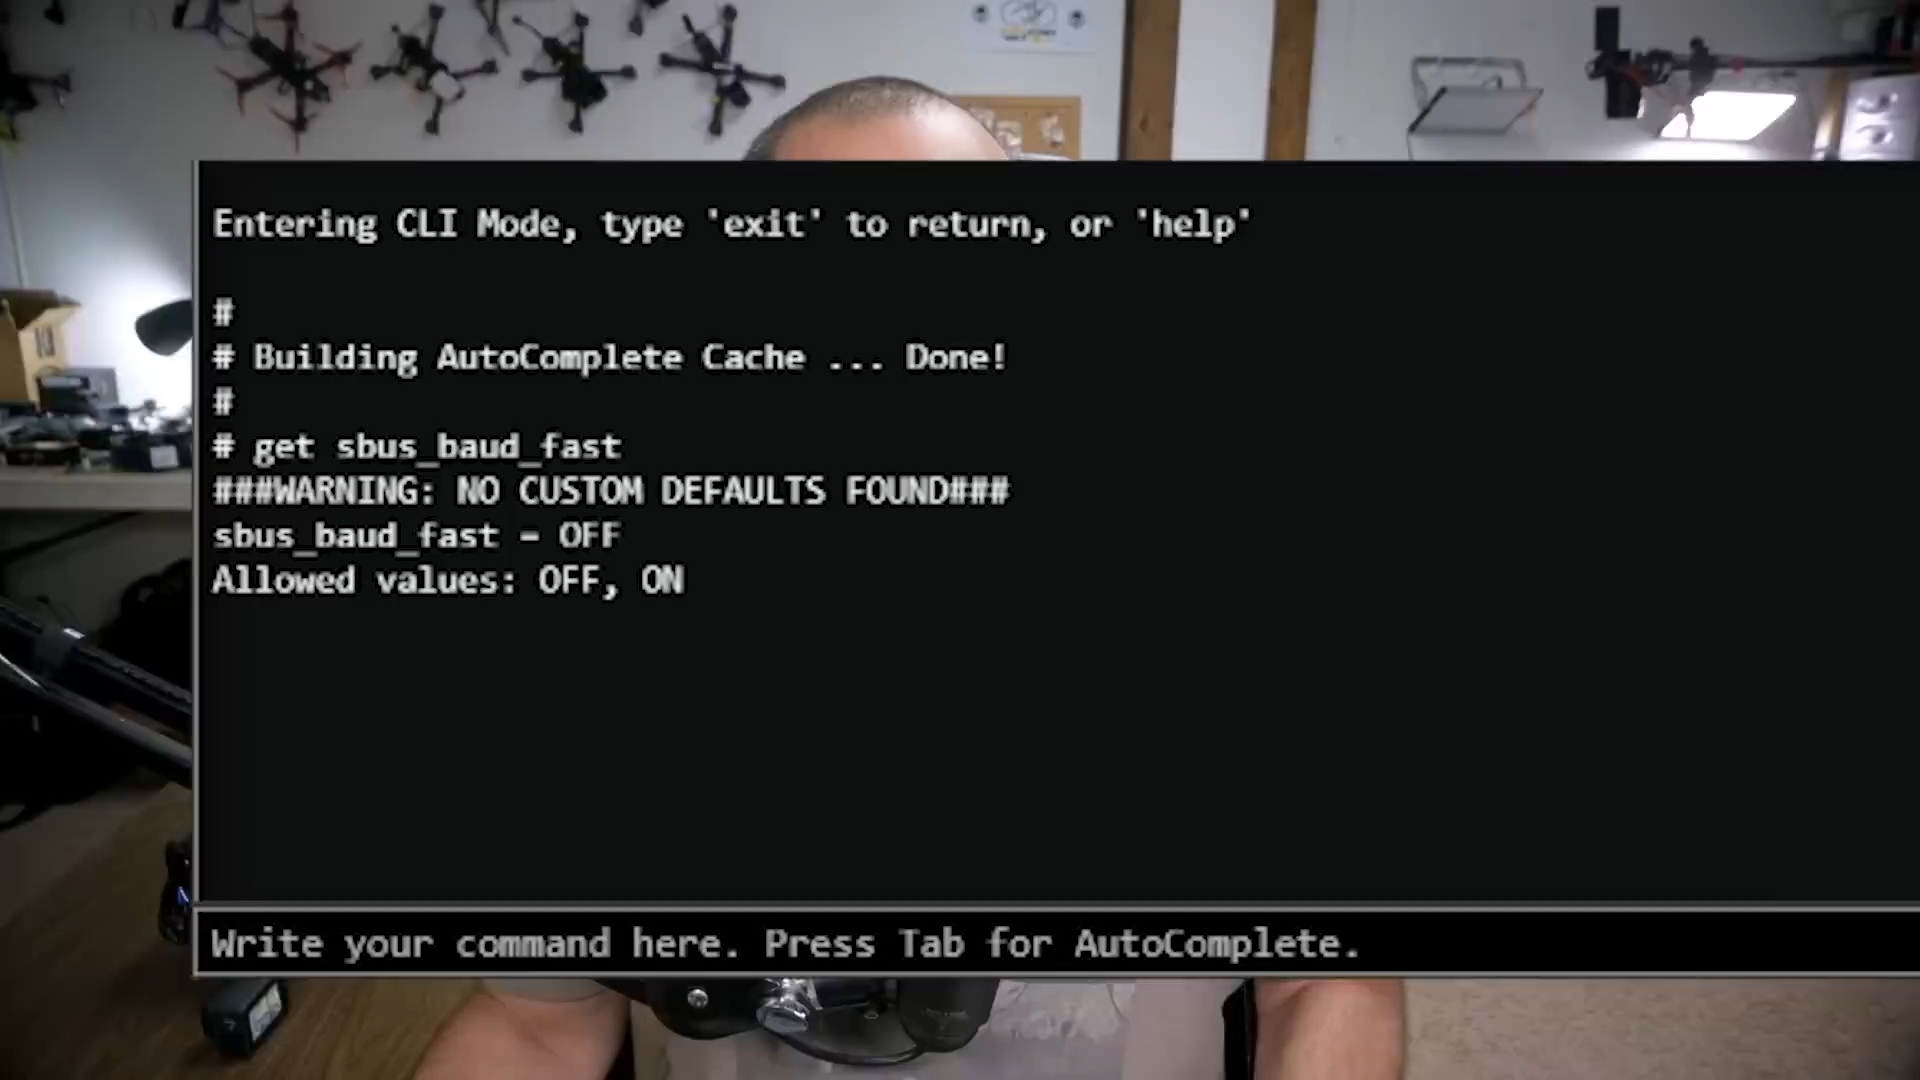 Entering CLI Mode, type 'exit' to return, or 'help'
#
# Building AutoComplete Cache ... Done!
#
# get sbus_baud_fast
###WARNING: NO CUSTOM DEFAULTS FOUND###
sbus_baud_fast = OFF
Allowed values: OFF, ON
Write your command here. Press Tab for AutoComplete.